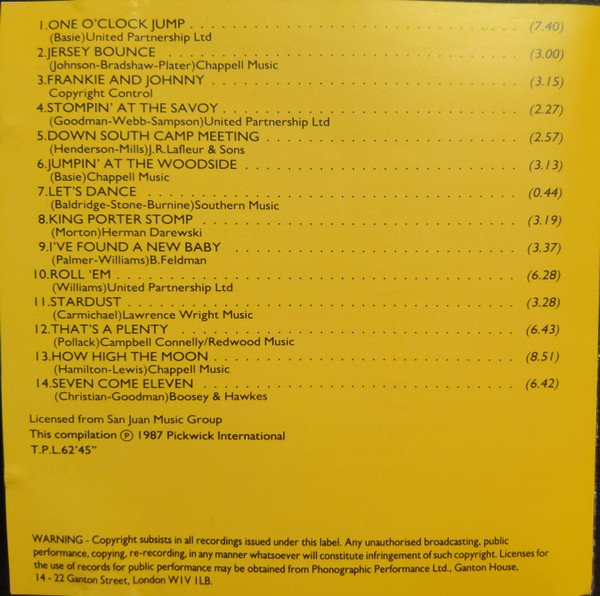 1.ONE O'CLOCK JUMP . . . . . . . . . . . . . . . . . . . . . . . . . . (7.40)
(Basie)United Partnership Ltd
2.JERSEY BOUNCE . . . . . . . . . . . . . . . . . . . . . . . . . . . . (3.00)
(Johnson-Bradshaw-Plater)Chappell Music
3.FRANKIE AND JOHNNY . . . . . . . . . . . . . . . . . . . . . . . . (3.15)
Copyright Control
4.STOMPIN' AT THE SAVOY . . . . . . . . . . . . . . . . . . . . . . . (2.27)
(Goodman-Webb-Sampson)United Partnership Ltd
5.DOWN SOUTH CAMP MEETING . . . . . . . . . . . . . . . . . . . . (2.57)
(Henderson-Mills)J.R.Lafleur & Sons
6.JUMPIN' AT THE WOODSIDE . . . . . . . . . . . . . . . . . . . . . . (3.13)
(Basie)Chappell Music
7.LET'S DANCE . . . . . . . . . . . . . . . . . . . . . . . . . . . . . . (0.44)
(Baldridge-Stone-Burnine)Southern Music
8.KING PORTER STOMP . . . . . . . . . . . . . . . . . . . . . . . . . (3.19)
(Morton)Herman Darewski
9.I'VE FOUND A NEW BABY . . . . . . . . . . . . . . . . . . . . . . . (3.37)
(Palmer-Williams)B.Feldman
10.ROLL 'EM . . . . . . . . . . . . . . . . . . . . . . . . . . . . . . . . (6.28)
(Williams)United Partnership Ltd
11.STARDUST . . . . . . . . . . . . . . . . . . . . . . . . . . . . . . . (3.28)
(Carmichael)Lawrence Wright Music
12.THAT'S A PLENTY . . . . . . . . . . . . . . . . . . . . . . . . . . . (6.43)
(Pollack)Campbell Connelly/Redwood Music
13.HOW HIGH THE MOON . . . . . . . . . . . . . . . . . . . . . . . . (8.51)
(Hamilton-Lewis)Chappell Music
14.SEVEN COME ELEVEN . . . . . . . . . . . . . . . . . . . . . . . . . (6.42)
(Christian-Goodman)Boosey & Hawkes
Licensed from San Juan Music Group
This compilation Ⓟ 1987 Pickwick International
T.P.L.62'45"
WARNING - Copyright subsists in all recordings issued under this label. Any unauthorised broadcasting, public
performance, copying, re-recording, in any manner whatsoever will constitute infringement of such copyright. Licenses for
the use of records for public performance may be obtained from Phonographic Performance Ltd., Ganton House,
14 - 22 Ganton Street, London W1V 1LB.